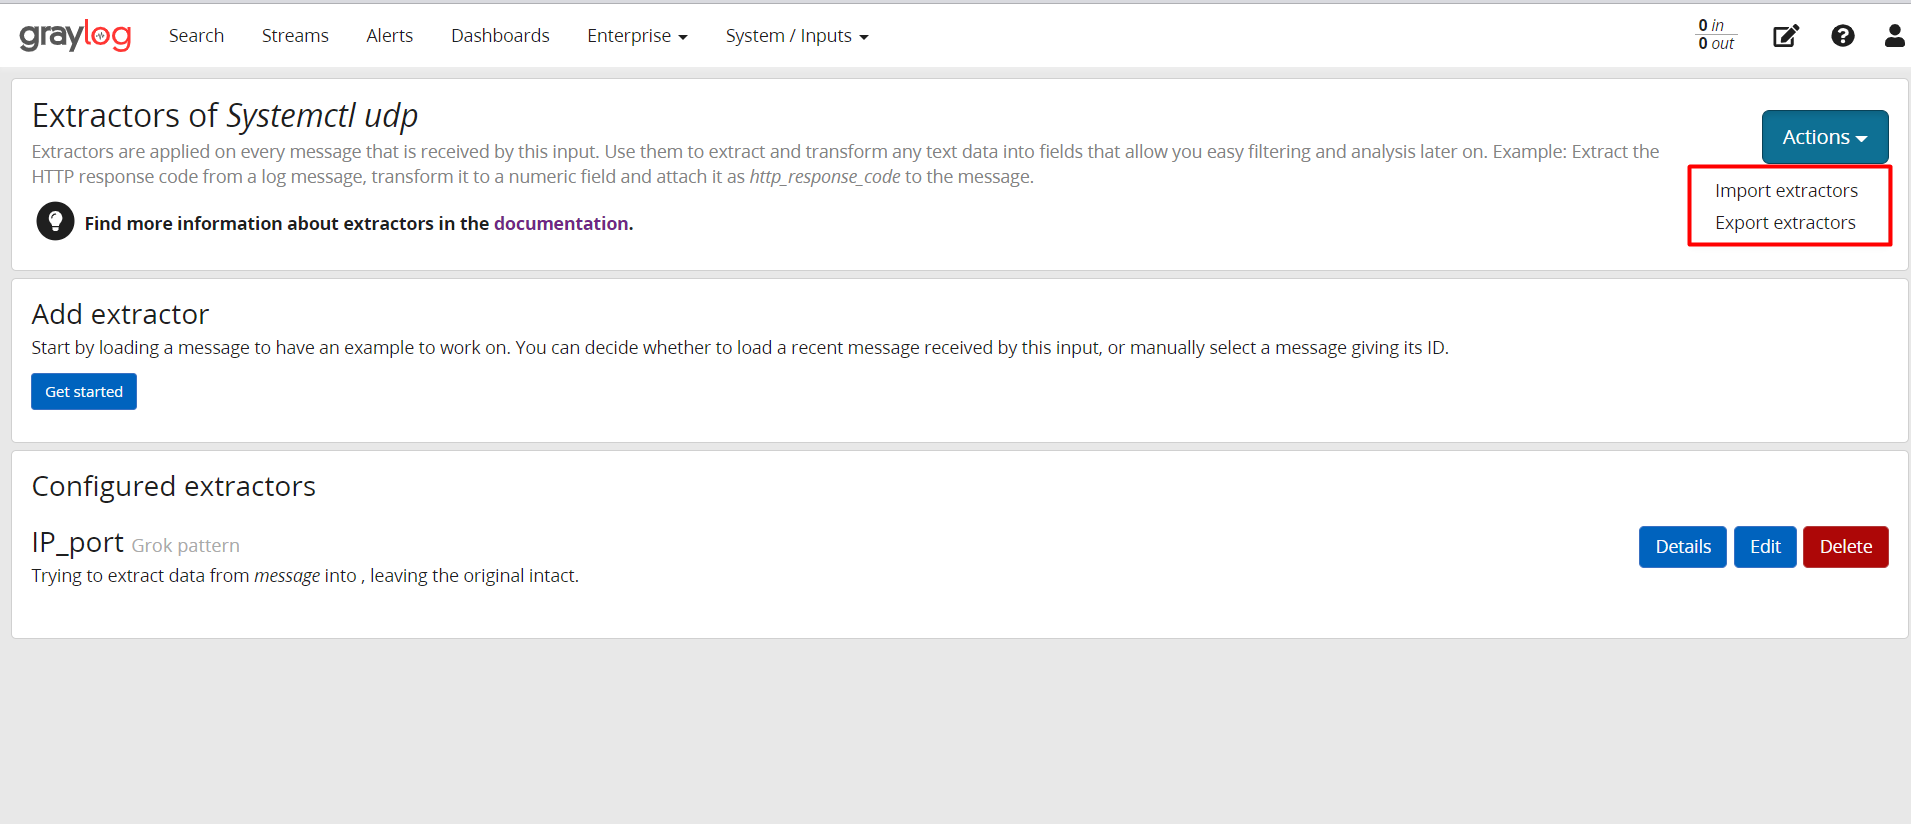 graylog Search Streams Alerts Dashboards Enterprise System / Inputs 0 in
0 out
Extractors of Systemctl udp
Actions
Extractors are applied on every message that is received by this input. Use them to extract and transform any text data into fields that allow you easy filtering and analysis later on. Example: Extract the
HTTP response code from a log message, transform it to a numeric field and attach it as http_response_code to the message.
Import extractors
Export extractors
Find more information about extractors in the documentation.
Add extractor
Start by loading a message to have an example to work on. You can decide whether to load a recent message received by this input, or manually select a message giving its ID.
Get started
Configured extractors
IP_port Grok pattern
Details Edit Delete
Trying to extract data from message into , leaving the original intact.